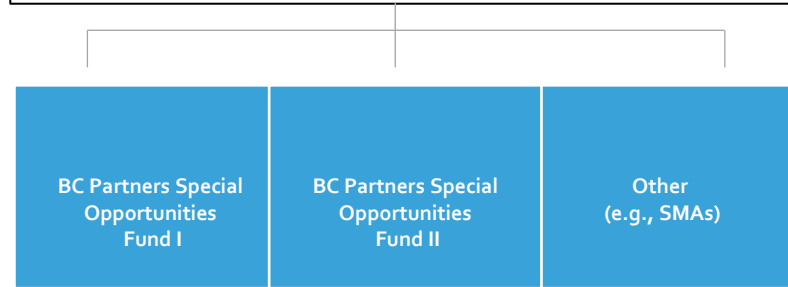 BC Partners Special
Opportunities
Fund I
BC Partners Special
Opportunities
Fund II
Other
(e.g., SMAs)